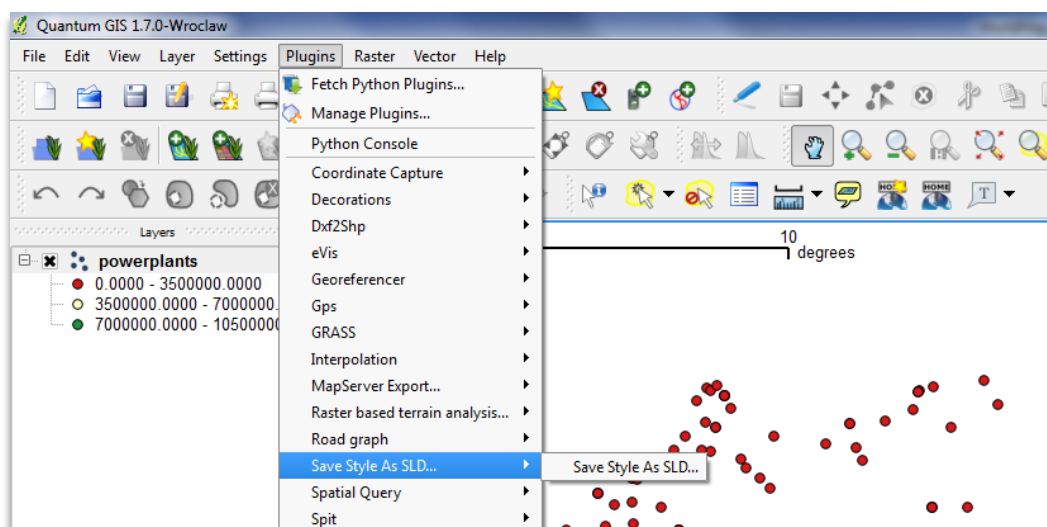 Quantum GIS 1.7.0-Wroclaw
File Edit View Layer Settings Plugins Raster Vector Help
Fetch Python Plugins...
Manage Plugins...
Python Console
Coordinate Capture
Decorations
Dxf2Shp
eVis
Georeferencer
Gps
GRASS
Interpolation
MapServer Export...
Raster based terrain analysis...
Road graph
Save Style As SLD...
Save Style As SLD...
Spatial Query
Spit
HOME
T
Layers
powerplants
0.0000 - 3500000.0000
3500000.0000 - 7000000.
7000000.0000 - 1050000
10
degrees